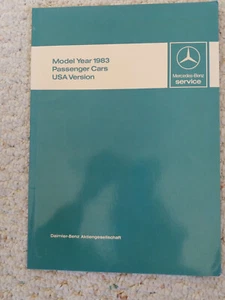 Model Year 1983
Passenger Cars
USA Version
Mercedes-Benz
service
Daimler-Benz Aktiengesellschaft